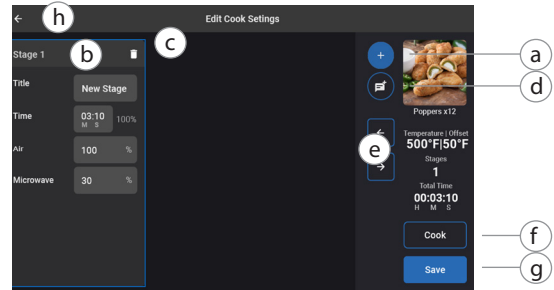 h
Edit Cook Setings
Stage 1
b
c
Title
New Stage
Time
03:10
M S
100%
Air
100 %
Microwave
30 %
+
a
d
Poppers x12
e
Temperature | Offset
500°F|50°F
Stages
1
Total Time
00:03:10
H M S
Cook
f
Save
g